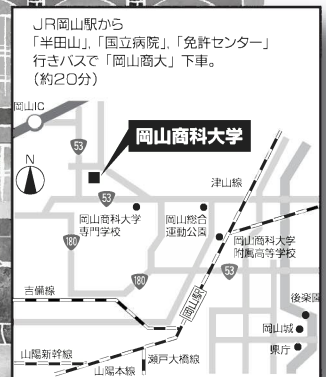 JR岡山駅から
「半田山」、「国立病院」、「免許センター」
行きバスで「岡山商大」下車。
(約20分)
岡山IC
53
岡山商科大学
N
津山線
53
岡山商科大学
専門学校
岡山総合
運動公園
岡山商科大学
附属高等学校
180
53
180
吉備線
岡山駅
後楽園
岡山城
県庁
山陽新幹線
瀬戸大橋線
山陽本線